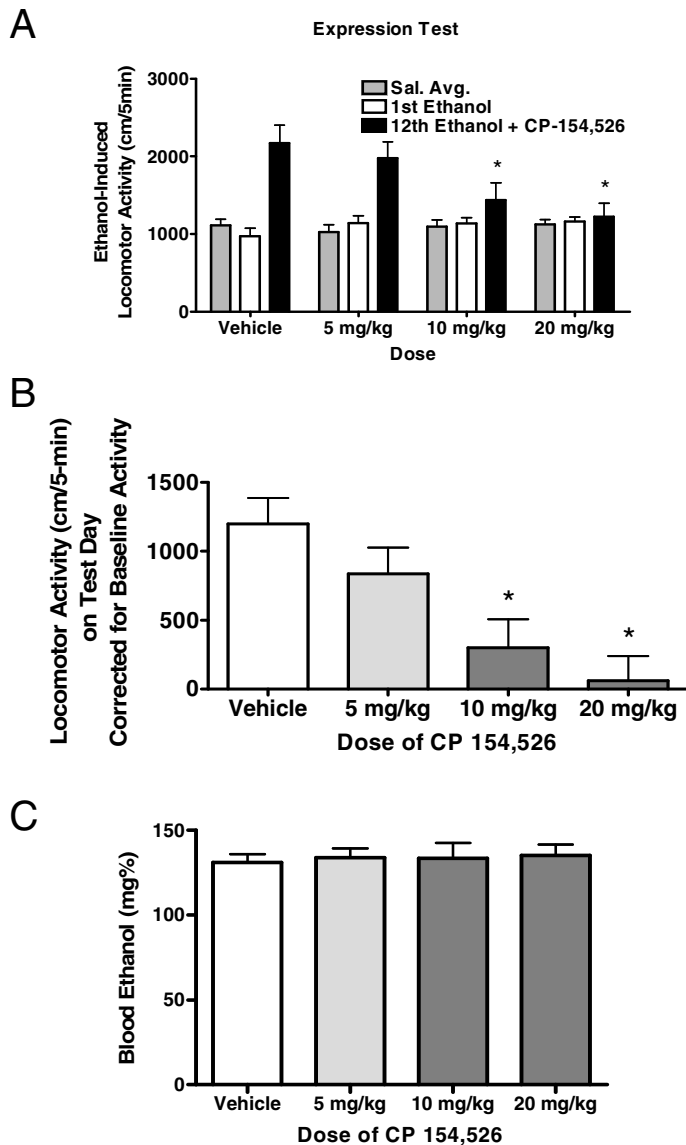 A
Expression Test
Ethanol-Induced
Locomotor Activity (cm/5min)
3000
2000
1000
0
Sal. Avg.
1st Ethanol
12th Ethanol + CP-154,526
*
*
Vehicle 5 mg/kg 10 mg/kg 20 mg/kg
Dose
B
Locomotor Activity (cm/5-min)
on Test Day
Corrected for Baseline Activity
1500
1000
500
0
*
*
Vehicle 5 mg/kg 10 mg/kg 20 mg/kg
Dose of CP 154,526
C
Blood Ethanol (mg%)
150
100
50
0
Vehicle 5 mg/kg 10 mg/kg 20 mg/kg
Dose of CP 154,526